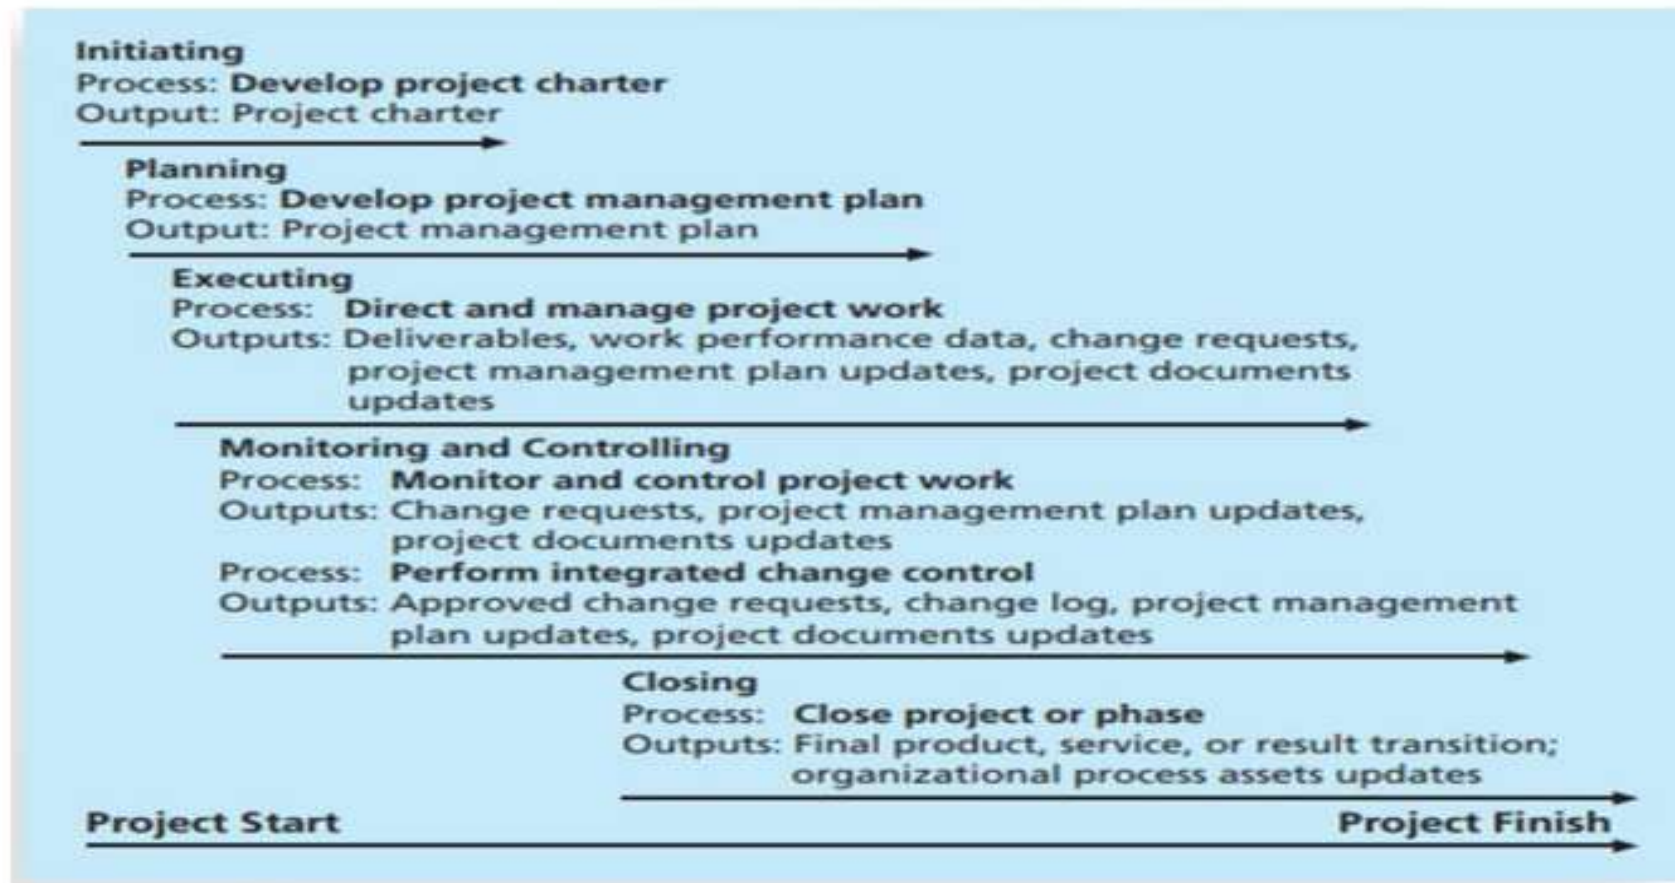 Initiating
Process: Develop project charter
Output: Project charter
Planning
Process: Develop project management plan
Output: Project management plan
Executing
Process: Direct and manage project work
Outputs: Deliverables, work performance data, change requests,
project management plan updates, project documents
updates
Monitoring and Controlling
Process: Monitor and control project work
Outputs: Change requests, project management plan updates,
project documents updates
Process: Perform integrated change control
Outputs: Approved change requests, change log, project management
plan updates, project documents updates
Closing
Process: Close project or phase
Outputs: Final product, service, or result transition;
organizational process assets updates
Project Start Project Finish